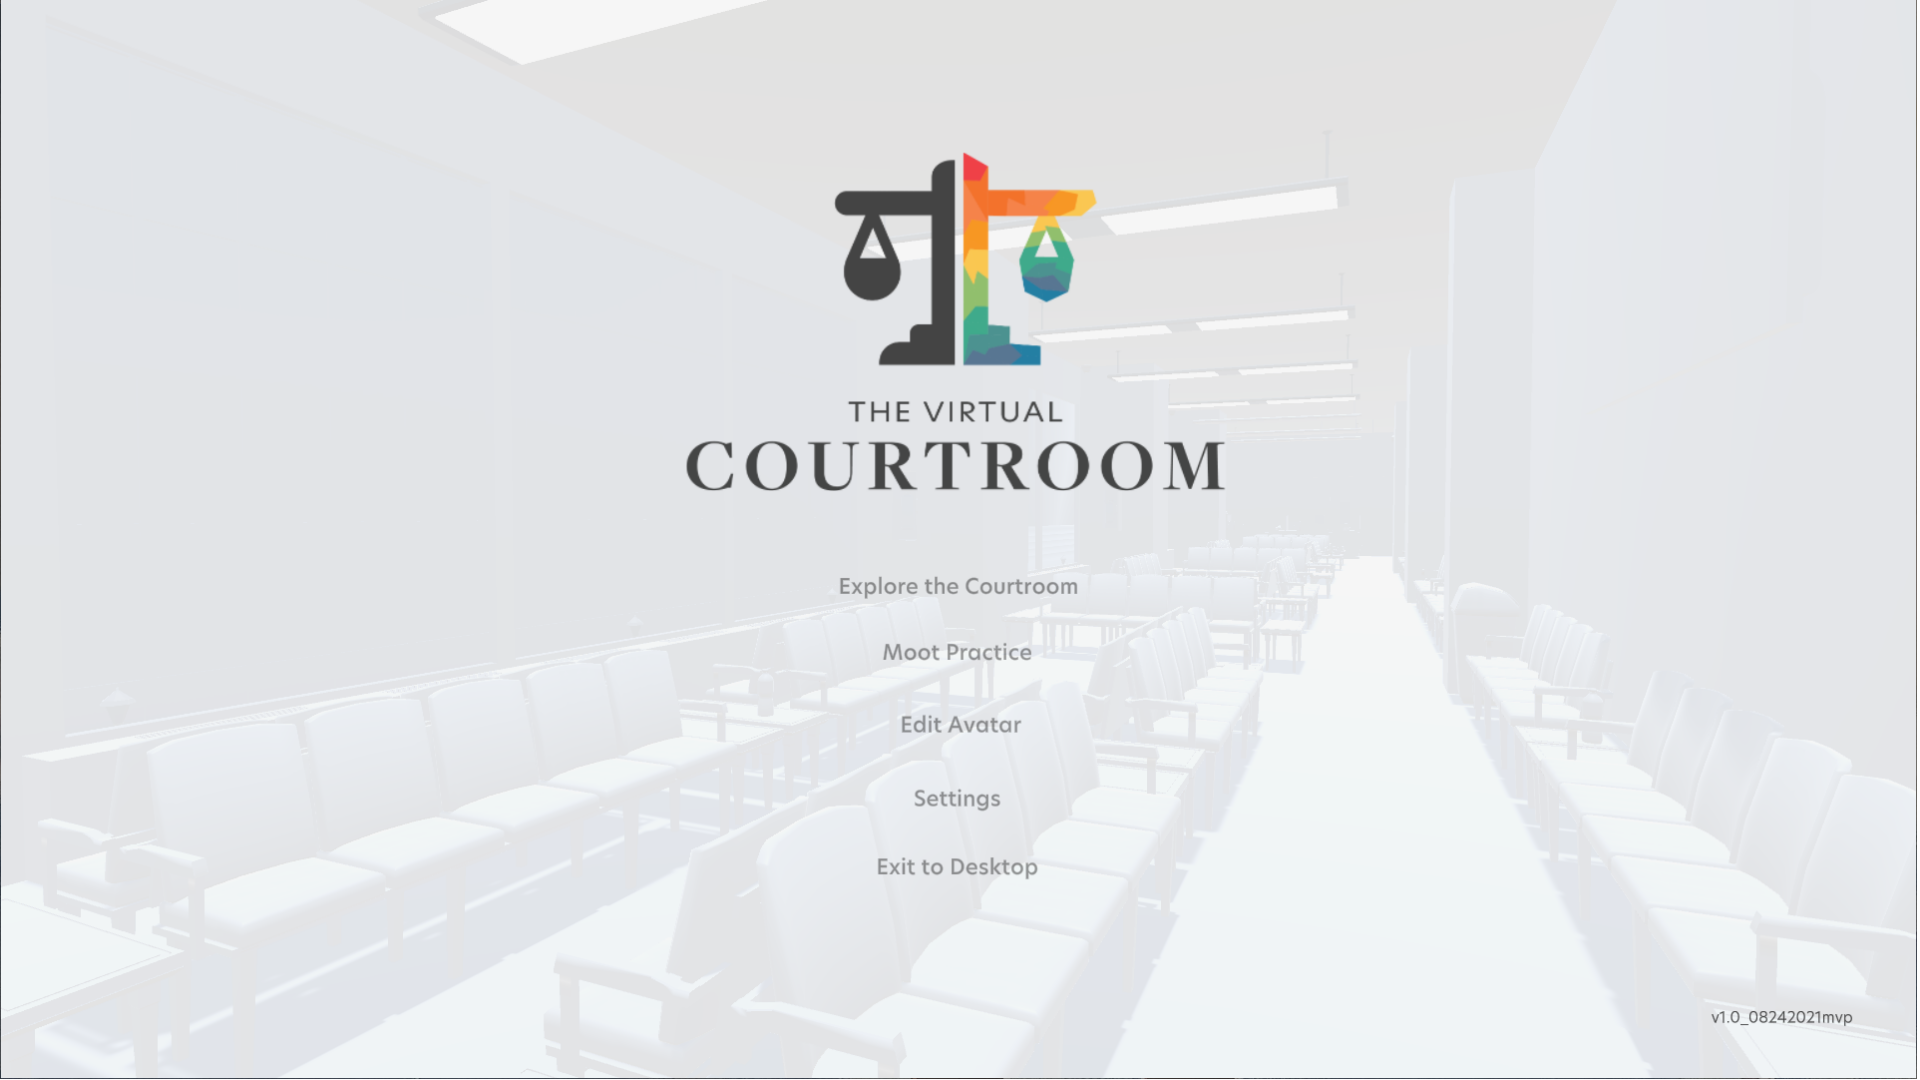 THE VIRTUAL
COURTROOM
Explore the Courtroom
Moot Practice
Edit Avatar
Settings
Exit to Desktop
v1.0_08242021mvp